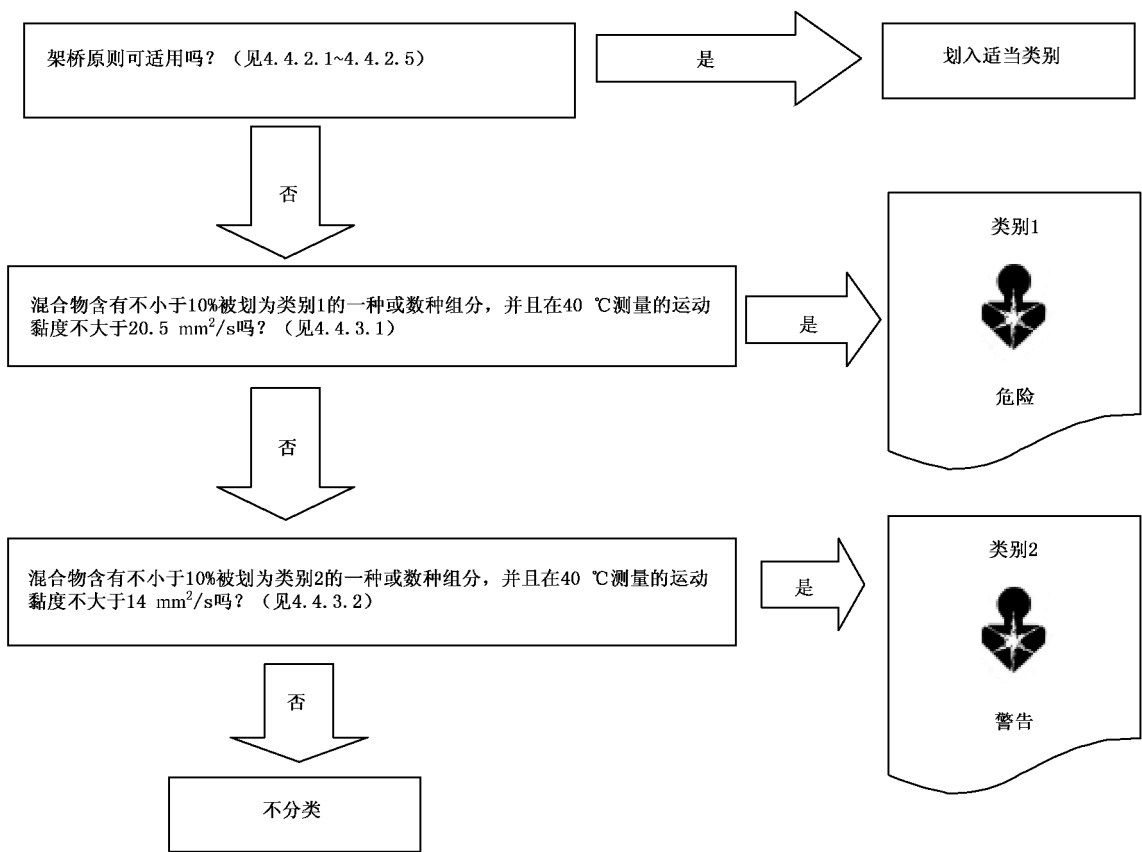 架桥原则可适用吗？（见4.4.2.1~4.4.2.5）
是
划入适当类别
否
混合物含有不小于10%被划为类别1的一种或数种组分，并且在40 ℃测量的运动
黏度不大于20.5 mm²/s吗？（见4.4.3.1）
是
类别1
危险
否
混合物含有不小于10%被划为类别2的一种或数种组分，并且在40 ℃测量的运动
黏度不大于14 mm²/s吗？（见4.4.3.2）
是
类别2
警告
否
不分类